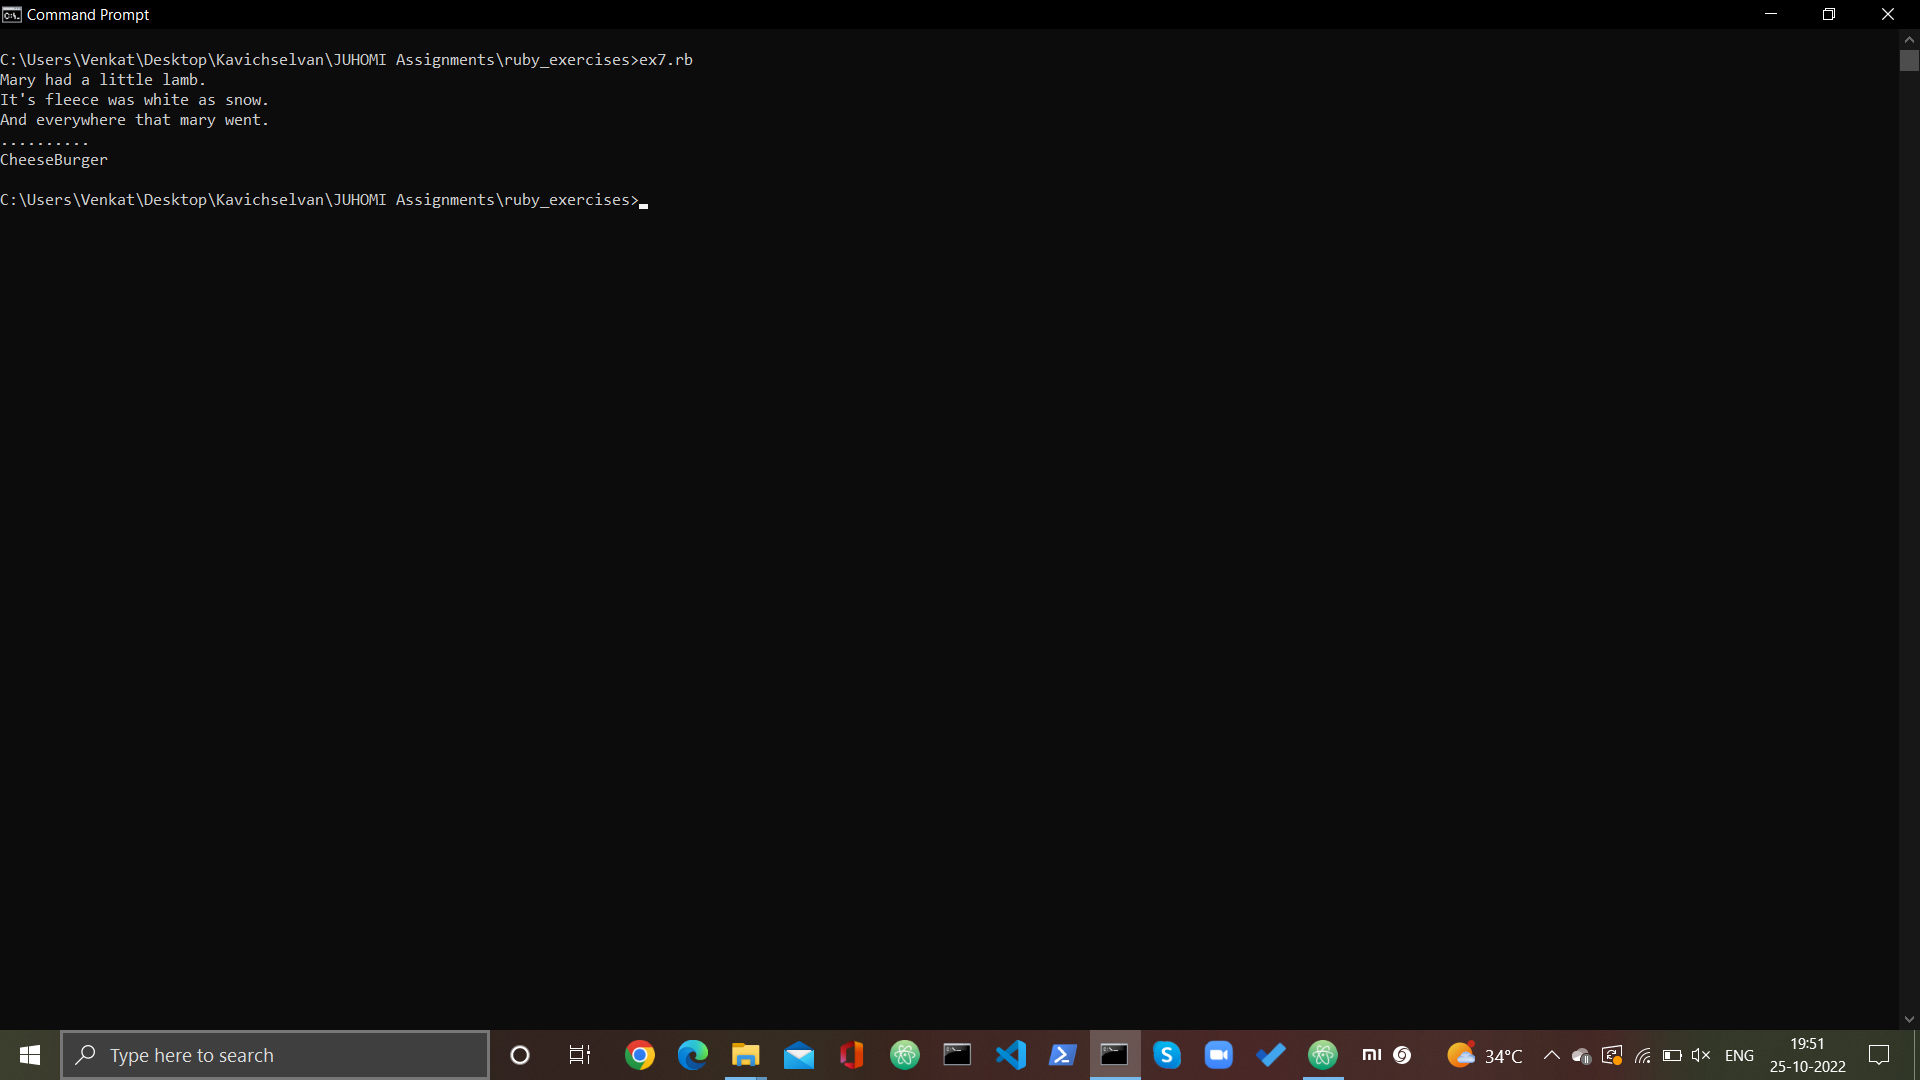 Command Prompt
C:\Users\Venkat\Desktop\Kavichselvan\JUHOMI Assignments\ruby_exercises>ex7.rb
Mary had a little lamb.
It's fleece was white as snow.
And everywhere that mary went.
..........
CheeseBurger
C:\Users\Venkat\Desktop\Kavichselvan\JUHOMI Assignments\ruby_exercises>
Type here to search
34°C
ENG
19:51
25-10-2022